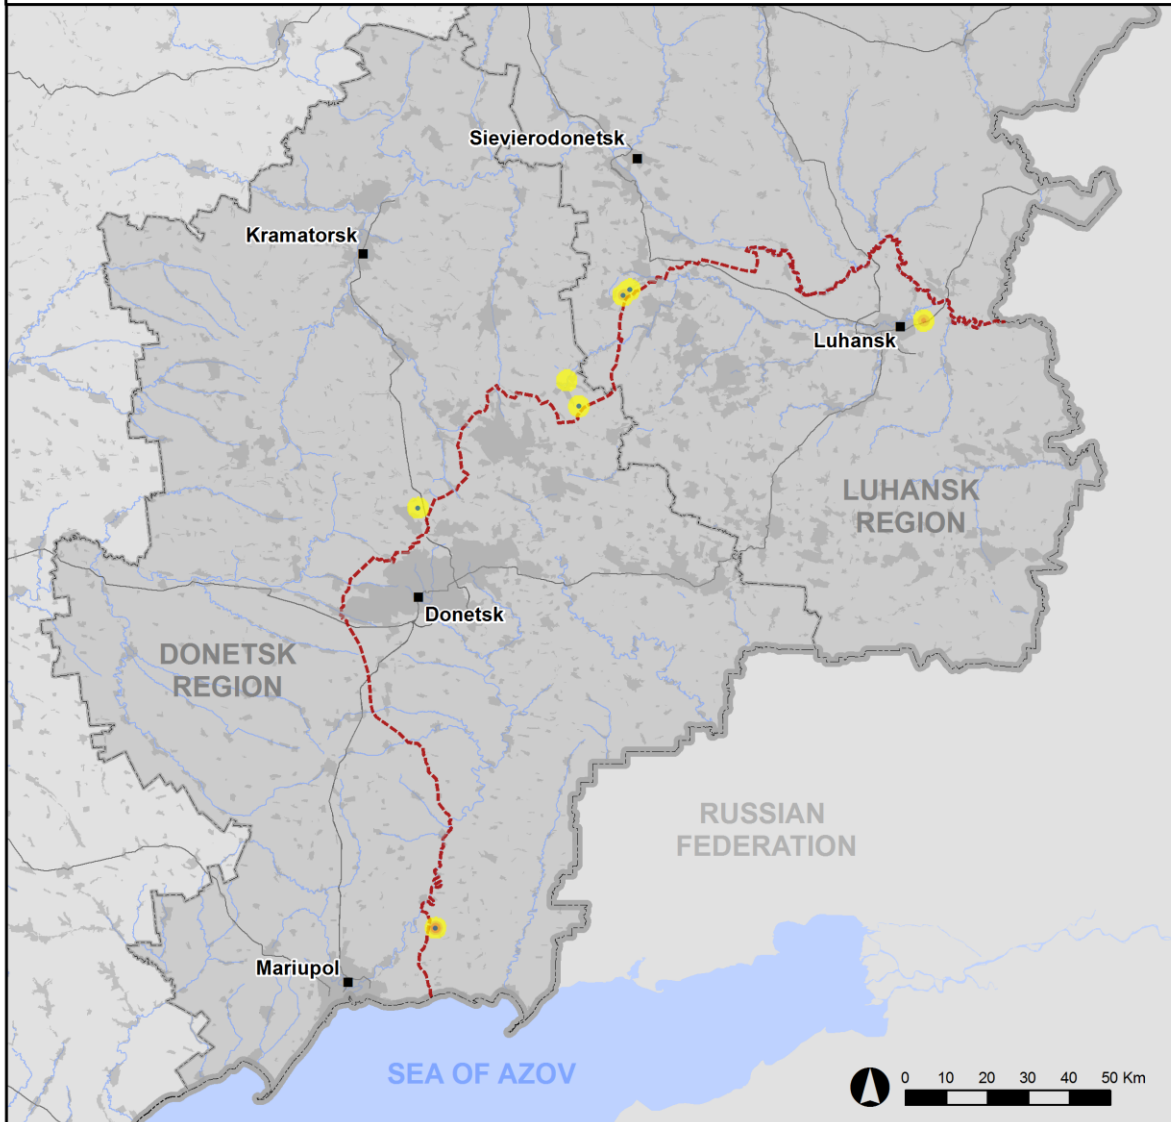 Sievierodonetsk
Kramatorsk
Luhansk
LUHANSK
REGION
Donetsk
DONETSK
REGION
RUSSIAN
FEDERATION
Mariupol
SEA OF AZOV
0 10 20 30 40 50 Km